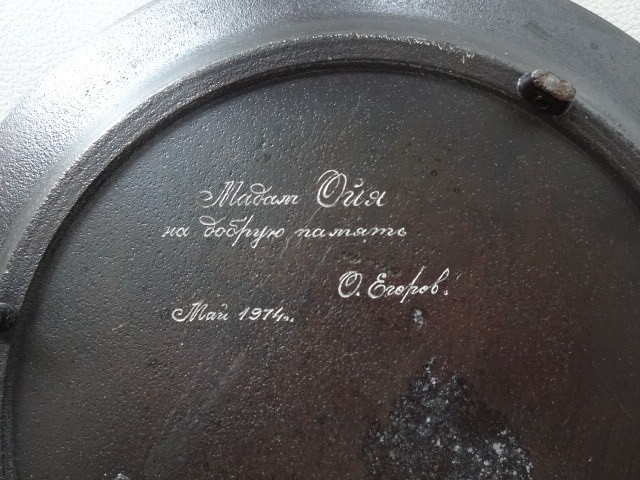 Мадам Ойя
на добрую память
О. Егоров.
Май 1974г.